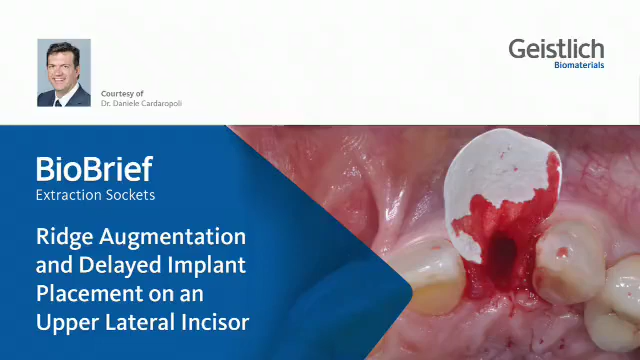 Geistlich
Biomaterials
Courtesy of
Dr. Daniele Cardaropoli
BioBrief
Extraction Sockets
Ridge Augmentation
and Delayed Implant
Placement on an
Upper Lateral Incisor